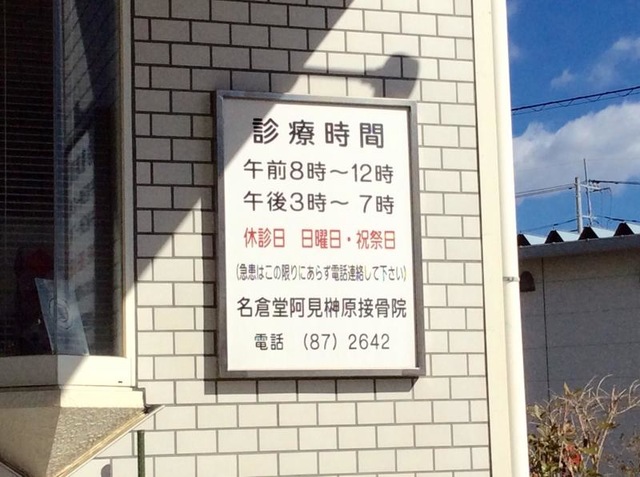 診療時間
午前8時～12時
午後3時～7時
休診日 日曜日・祝祭日
(急患はこの限りにあらず電話連絡して下さい)
名倉堂阿見榊原接骨院
電話 (87)2642